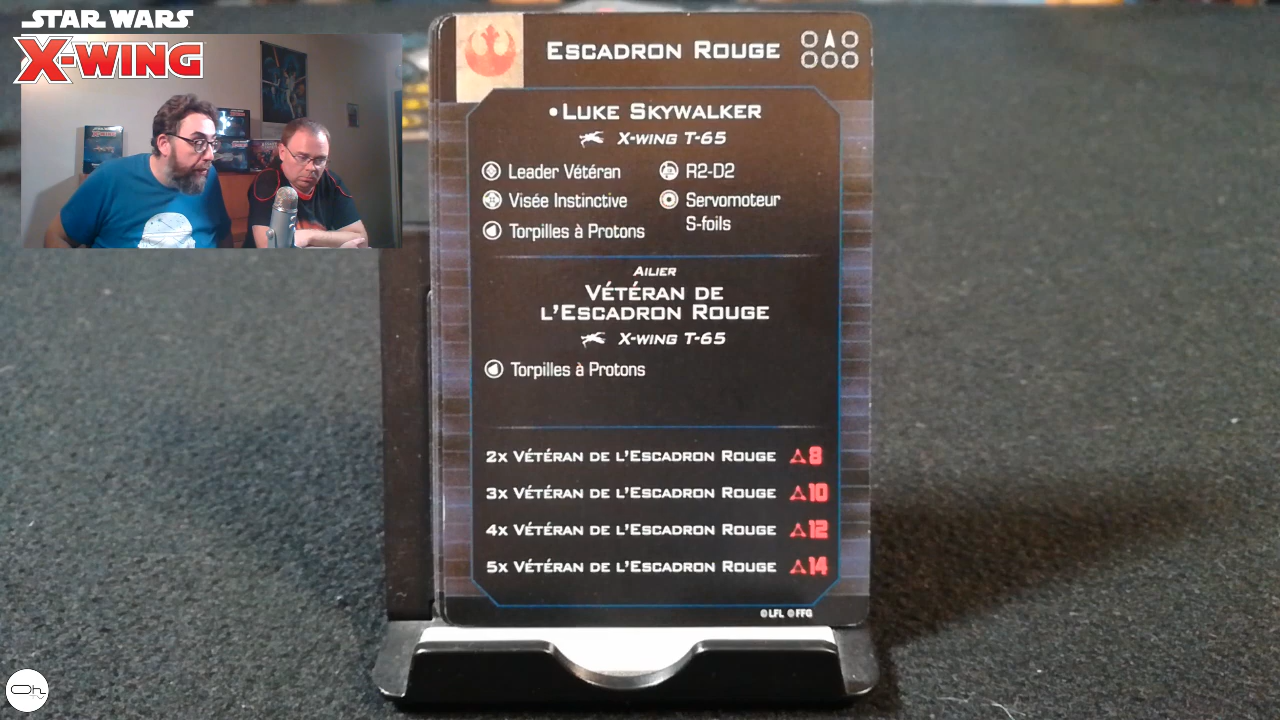 STAR WARS
X-WING
ESCADRON ROUGE
•LUKE SKYWALKER
X-WING T-65
Leader Vétéran
R2-D2
Visée Instinctive
Servomoteur
S-foils
Torpilles à Protons
AILIER
VÉTÉRAN DE
L'ESCADRON ROUGE
X-WING T-65
Torpilles à Protons
2X VÉTÉRAN DE L'ESCADRON ROUGE 8
3X VÉTÉRAN DE L'ESCADRON ROUGE 10
4X VÉTÉRAN DE L'ESCADRON ROUGE 12
5X VÉTÉRAN DE L'ESCADRON ROUGE 14
©LFL ©FFG